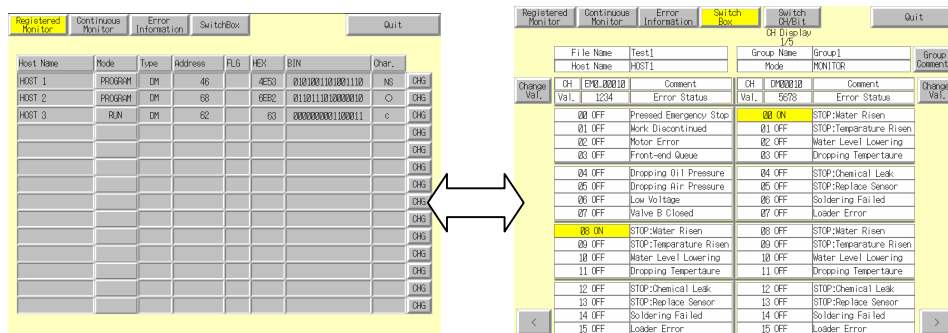 Registered Monitor Continuous Monitor Error Information SwitchBox Quit
Host Name Mode Type Address FLG HEX BIN Char.
HOST 1 PROGRAM DM 46 4E53 0101001101001110 NS CHG
HOST 2 PROGRAM DM 68 6EB2 0110111010000010 ○ CHG
HOST 3 RUN DM 62 63 0000000001100011 c CHG
CHG
CHG
CHG
CHG
CHG
CHG
CHG
CHG
CHG
CHG
CHG
Registered Monitor Continuous Monitor Error Information Switch Box Switch CH/Bit Quit
CH Display
1/5
File Name Test1 Group Name Group1 Group Comment
Host Name HOST1 Mode MONITOR
Change Val. CH EM0_00010 Comment CH DM00010 Comment Change Val.
Val. 1234 Error Status Val. 5678 Error Status
00 OFF Pressed Emergency Stop 00 ON STOP:Water Risen
01 OFF Work Discontinued 01 OFF STOP:Temparature Risen
02 OFF Motor Error 02 OFF Water Level Lowering
03 OFF Front-end Queue 03 OFF Dropping Tempertaure
04 OFF Dropping Oil Pressure 04 OFF STOP:Chemical Leak
05 OFF Dropping Air Pressure 05 OFF STOP:Replace Sensor
06 OFF Low Voltage 06 OFF Soldering Failed
07 OFF Valve B Closed 07 OFF Loader Error
08 ON STOP:Water Risen 08 OFF STOP:Water Risen
09 OFF STOP:Temparature Risen 09 OFF STOP:Temparature Risen
10 OFF Water Level Lowering 10 OFF Water Level Lowering
11 OFF Dropping Tempertaure 11 OFF Dropping Tempertaure
12 OFF STOP:Chemical Leak 12 OFF STOP:Chemical Leak
13 OFF STOP:Replace Sensor 13 OFF STOP:Replace Sensor
14 OFF Soldering Failed 14 OFF Soldering Failed
< 15 OFF Loader Error 15 OFF Loader Error >